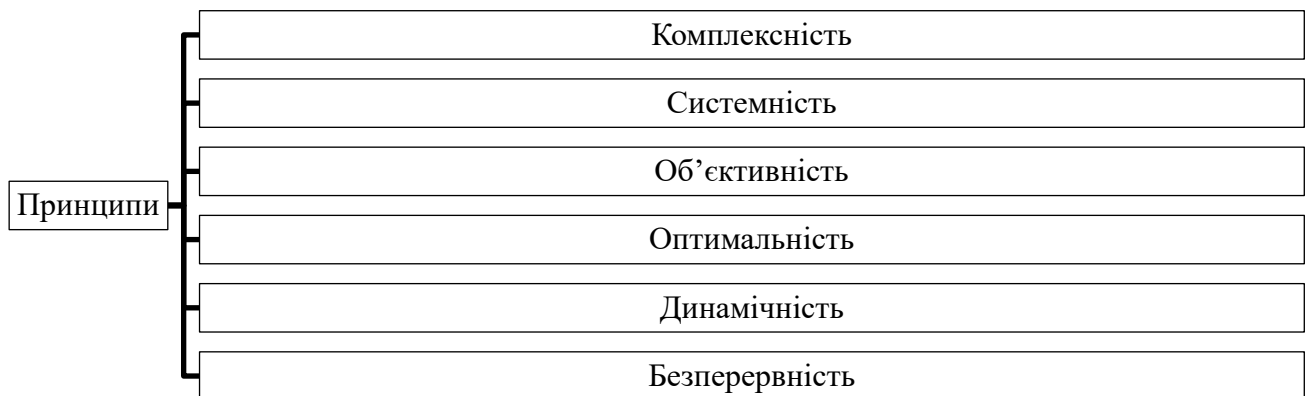 Комплексність
Системність
Об’єктивність
Принципи
Оптимальність
Динамічність
Безперервність